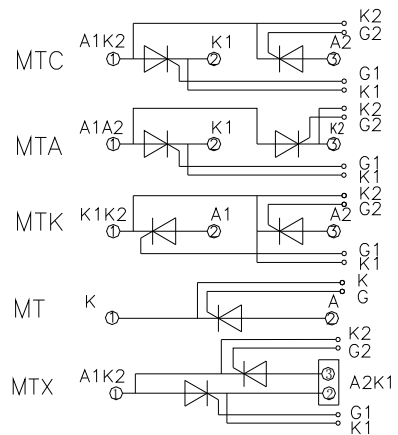 K2
G2
MTC A1K2 K1 A2
1 2 3
G1
K1
K2
G2
MTA A1A2 K1 K2
1 2 3
G1
K1
K2
G2
MTK K1K2 A1 A2
1 2 3
G1
K1
K
G
MT K A
1 2
K2
G2
MTX A1K2 3 A2K1
1 2
G1
K1